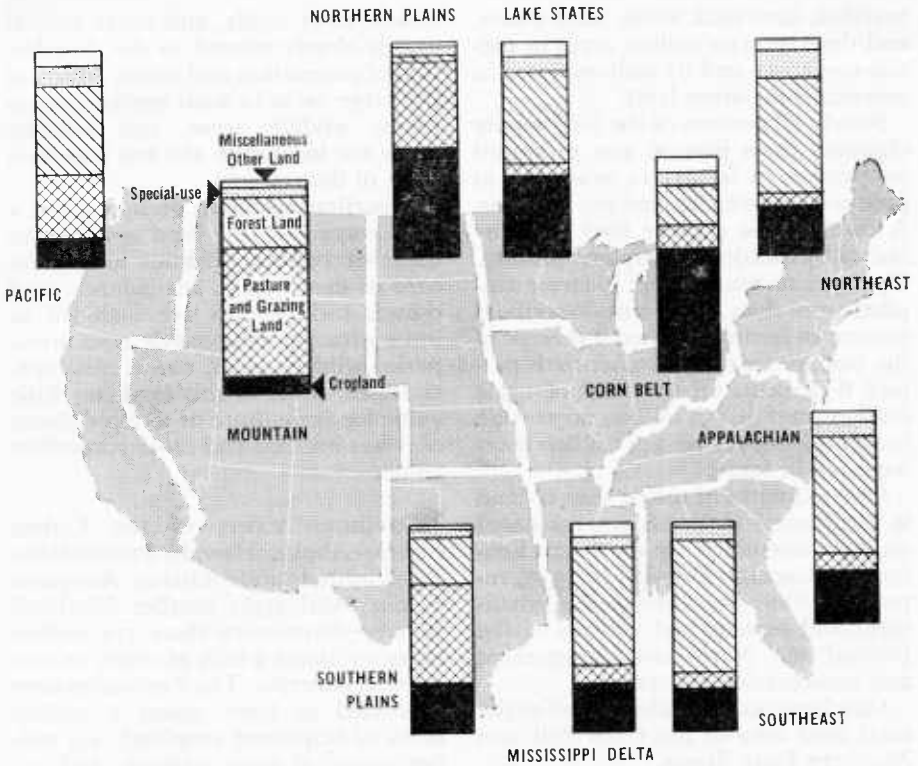 NORTHERN PLAINS
LAKE STATES
Miscellaneous
Other Land
Special-use
Forest Land
Pasture
and Grazing
Land
Cropland
PACIFIC
MOUNTAIN
NORTHEAST
CORN BELT
APPALACHIAN
SOUTHERN
PLAINS
MISSISSIPPI DELTA
SOUTHEAST